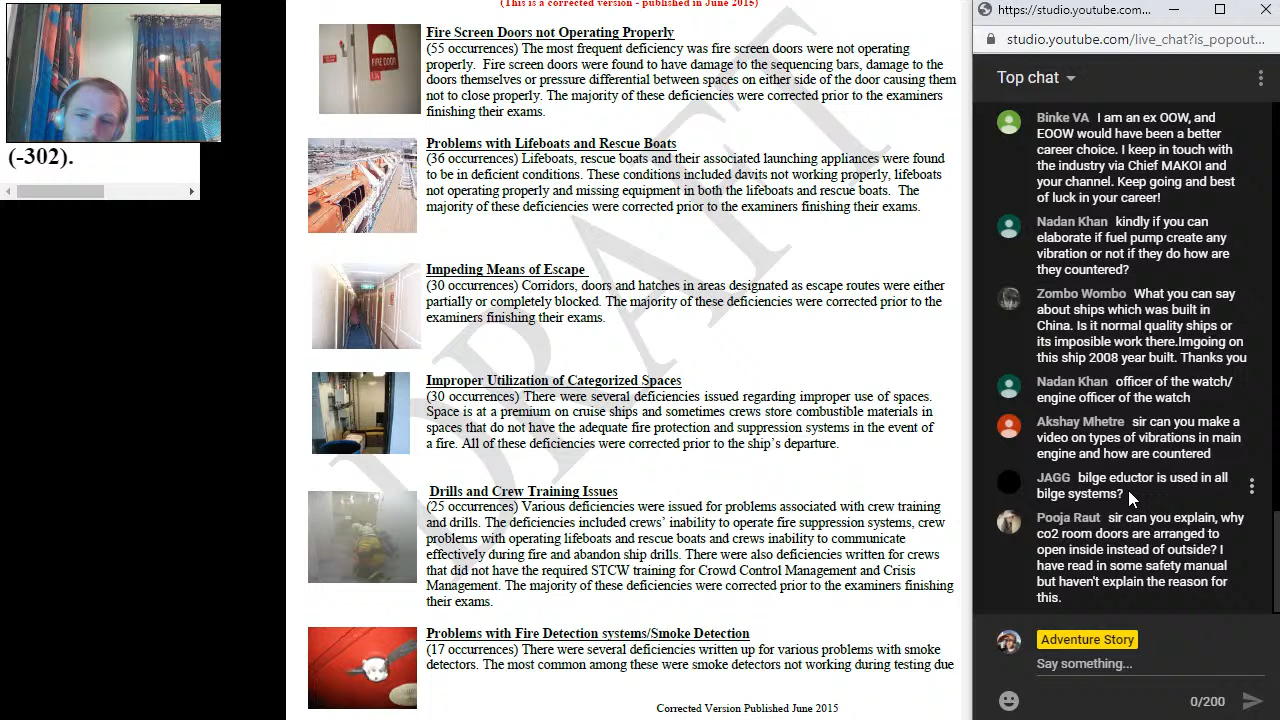 (This is a corrected version - published in June 2015)
Fire Screen Doors not Operating Properly
(55 occurrences) The most frequent deficiency was fire screen doors were not operating
properly. Fire screen doors were found to have damage to the sequencing bars, damage to the
doors themselves or pressure differential between spaces on either side of the door causing them
not to close properly. The majority of these deficiencies were corrected prior to the examiners
finishing their exams.
FIRE DOOR
(-302).
Problems with Lifeboats and Rescue Boats
(36 occurrences) Lifeboats, rescue boats and their associated launching appliances were found
to be in deficient conditions. These conditions included davits not working properly, lifeboats
not operating properly and missing equipment in both the lifeboats and rescue boats. The
majority of these deficiencies were corrected prior to the examiners finishing their exams.
Impeding Means of Escape
(30 occurrences) Corridors, doors and hatches in areas designated as escape routes were either
partially or completely blocked. The majority of these deficiencies were corrected prior to the
examiners finishing their exams.
Improper Utilization of Categorized Spaces
(30 occurrences) There were several deficiencies issued regarding improper use of spaces.
Space is at a premium on cruise ships and sometimes crews store combustible materials in
spaces that do not have the adequate fire protection and suppression systems in the event of
a fire. All of these deficiencies were corrected prior to the ship's departure.
Drills and Crew Training Issues
(25 occurrences) Various deficiencies were issued for problems associated with crew training
and drills. The deficiencies included crews' inability to operate fire suppression systems, crew
problems with operating lifeboats and rescue boats and crews inability to communicate
effectively during fire and abandon ship drills. There were also deficiencies written for crews
that did not have the required STCW training for Crowd Control Management and Crisis
Management. The majority of these deficiencies were corrected prior to the examiners finishing
their exams.
Problems with Fire Detection systems/Smoke Detection
(17 occurrences) There were several deficiencies written up for various problems with smoke
detectors. The most common among these were smoke detectors not working during testing due
Corrected Version Published June 2015
DRAFT
https://studio.youtube.com...
studio.youtube.com/live_chat?is_popout...
Top chat
Binke VA I am an ex OOW, and
EOOW would have been a better
career choice. I keep in touch with
the industry via Chief MAKOI and
your channel. Keep going and best
of luck in your career!
Nadan Khan kindly if you can
elaborate if fuel pump create any
vibration or not if they do how are
they countered?
Zombo Wombo What you can say
about ships which was built in
China. Is it normal quality ships or
its imposible work there.Imgoing on
this ship 2008 year built. Thanks you
Nadan Khan officer of the watch/
engine officer of the watch
Akshay Mhetre sir can you make a
video on types of vibrations in main
engine and how are countered
JAGG bilge eductor is used in all
bilge systems?
Pooja Raut sir can you explain, why
co2 room doors are arranged to
open inside instead of outside? I
have read in some safety manual
but haven't explain the reason for
this.
Adventure Story
Say something...
0/200